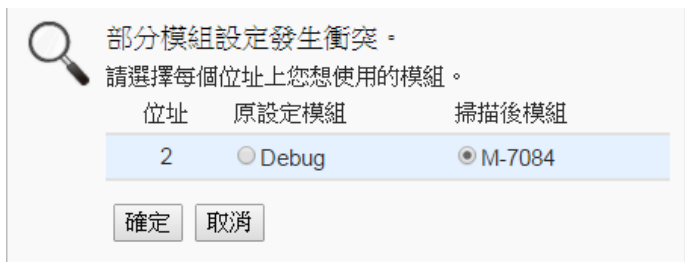 部分模組設定發生衝突。
請選擇每個位址上您想使用的模組。
位址 原設定模組 掃描後模組
2 Debug M-7084
確定 取消